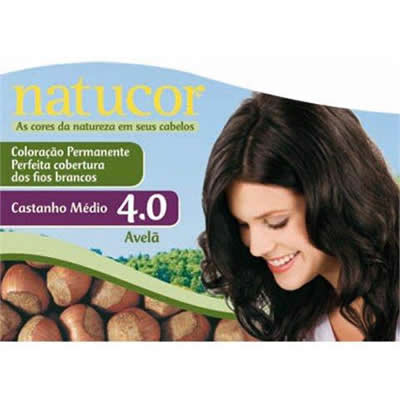 natucor
As cores da natureza em seus cabelos
Coloração Permanente
Perfeita cobertura
dos fios brancos
Castanho Médio 4.0
Avelã